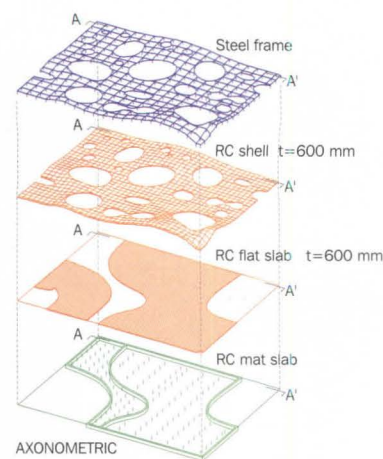 A
Steel frame
A'
A
RC shell t=600 mm
A'
A
RC flat slab t=600 mm
A'
A
RC mat slab
A'
AXONOMETRIC